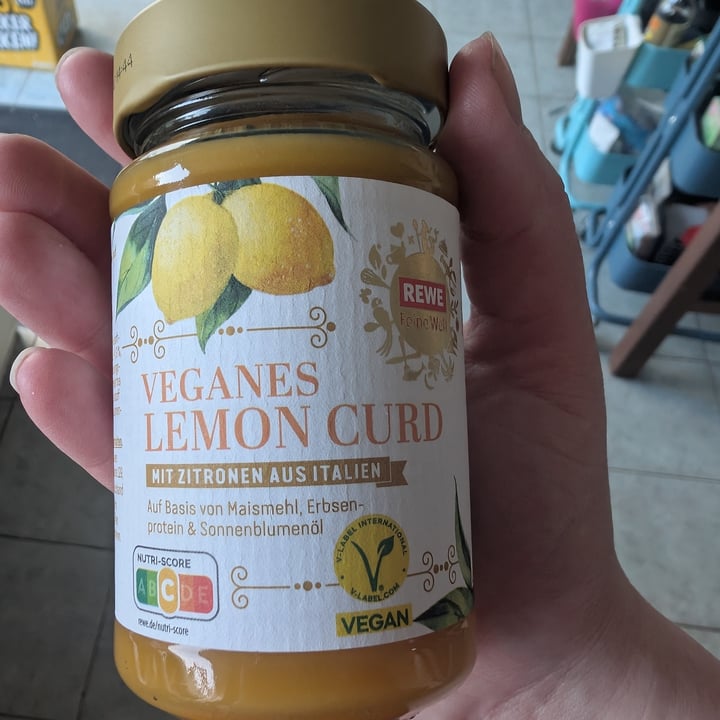 REWE
Feine Welt
VEGANES
LEMON CURD
MIT ZITRONEN AUS ITALIEN
Auf Basis von Maismehl, Erbsen-
protein & Sonnenblumenöl
NUTRI-SCORE
ABCDE
rewe.de/nutri-score
V-LABEL INTERNATIONAL
V-LABEL.COM
VEGAN